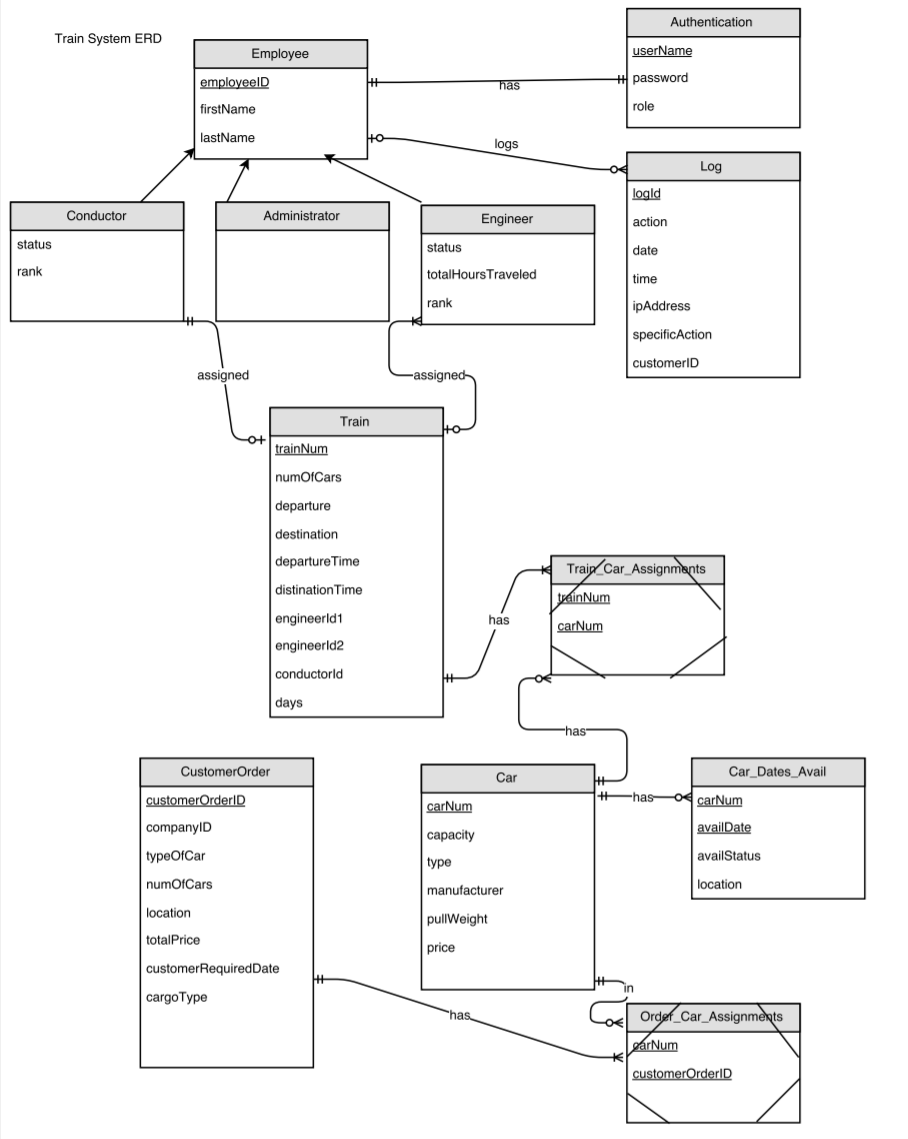 Train System ERD
Employee
employeeID
firstName
lastName
has
logs
Authentication
userName
password
role
Log
logId
action
date
time
ipAddress
specificAction
customerID
Conductor
status
rank
Administrator
Engineer
status
totalHoursTraveled
rank
assigned
assigned
Train
trainNum
numOfCars
departure
destination
departureTime
distinationTime
engineerId1
engineerId2
conductorId
days
has
Train_Car_Assignments
trainNum
carNum
has
CustomerOrder
customerOrderID
companyID
typeOfCar
numOfCars
location
totalPrice
customerRequiredDate
cargoType
Car
carNum
capacity
type
manufacturer
pullWeight
price
has
Car_Dates_Avail
carNum
availDate
availStatus
location
in
has
Order_Car_Assignments
carNum
customerOrderID